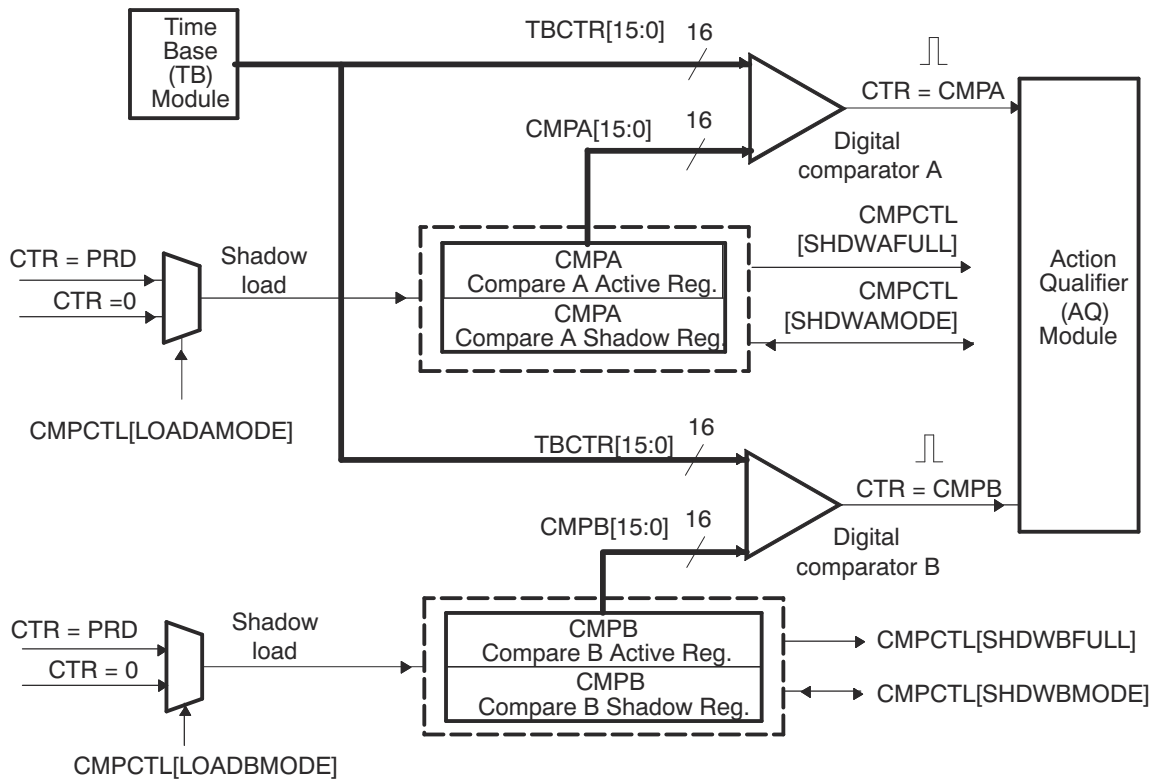 Time
Base
(TB)
Module
TBCTR[15:0] 16
CTR = CMPA
CMPA[15:0] 16
Digital
comparator A
CTR = PRD
CTR =0
Shadow
load
CMPA
Compare A Active Reg.
CMPA
Compare A Shadow Reg.
CMPCTL
[SHDWAFULL]
CMPCTL
[SHDWAMODE]
Action
Qualifier
(AQ)
Module
CMPCTL[LOADAMODE]
TBCTR[15:0] 16
CTR = CMPB
CMPB[15:0] 16
Digital
comparator B
CTR = PRD
CTR = 0
Shadow
load
CMPB
Compare B Active Reg.
CMPB
Compare B Shadow Reg.
CMPCTL[SHDWBFULL]
CMPCTL[SHDWBMODE]
CMPCTL[LOADBMODE]